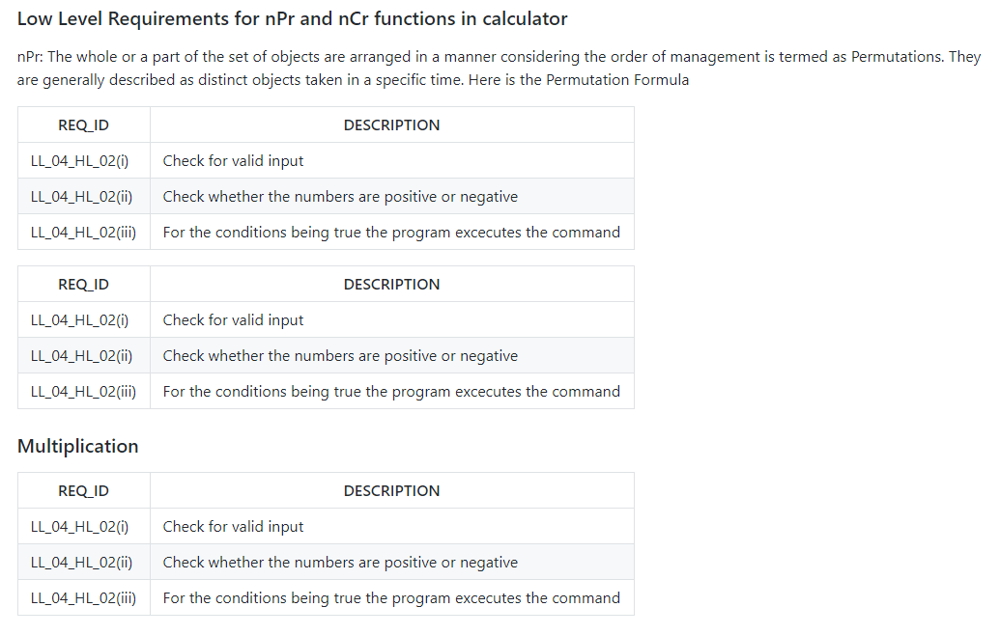 Low Level Requirements for nPr and nCr functions in calculator
nPr: The whole or a part of the set of objects are arranged in a manner considering the order of management is termed as Permutations. They
are generally described as distinct objects taken in a specific time. Here is the Permutation Formula
REQ_ID DESCRIPTION
LL_04_HL_02(i) Check for valid input
LL_04_HL_02(ii) Check whether the numbers are positive or negative
LL_04_HL_02(iii) For the conditions being true the program excecutes the command
REQ_ID DESCRIPTION
LL_04_HL_02(i) Check for valid input
LL_04_HL_02(ii) Check whether the numbers are positive or negative
LL_04_HL_02(iii) For the conditions being true the program excecutes the command
Multiplication
REQ_ID DESCRIPTION
LL_04_HL_02(i) Check for valid input
LL_04_HL_02(ii) Check whether the numbers are positive or negative
LL_04_HL_02(iii) For the conditions being true the program excecutes the command